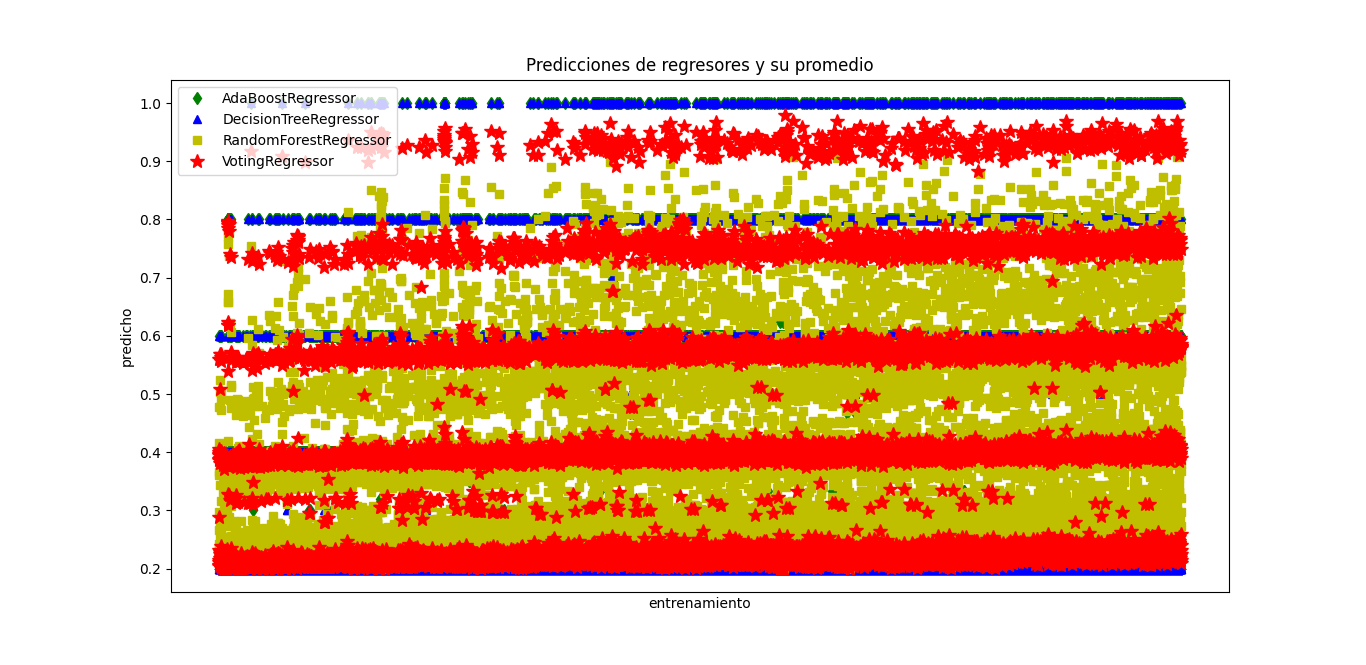 Predicciones de regresores y su promedio
AdaBoostRegressor
DecisionTreeRegressor
RandomForestRegressor
VotingRegressor
1.0
0.9
0.8
0.7
0.6
0.5
0.4
0.3
0.2
predicho
entrenamiento